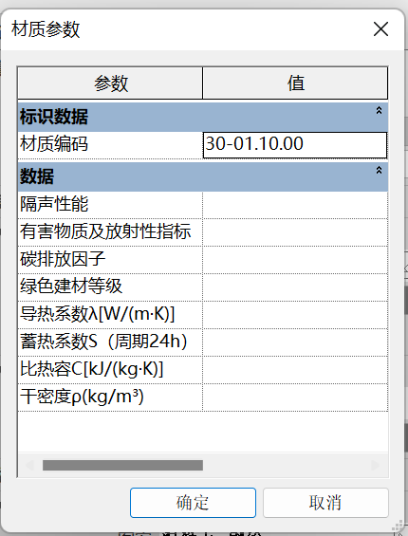 材质参数
参数 值
标识数据
材质编码 30-01.10.00
数据
隔声性能
有害物质及放射性指标
碳排放因子
绿色建材等级
导热系数λ[W/(m·K)]
蓄热系数S（周期24h）
比热容C[kJ/(kg·K)]
干密度ρ(kg/m³)
确定 取消